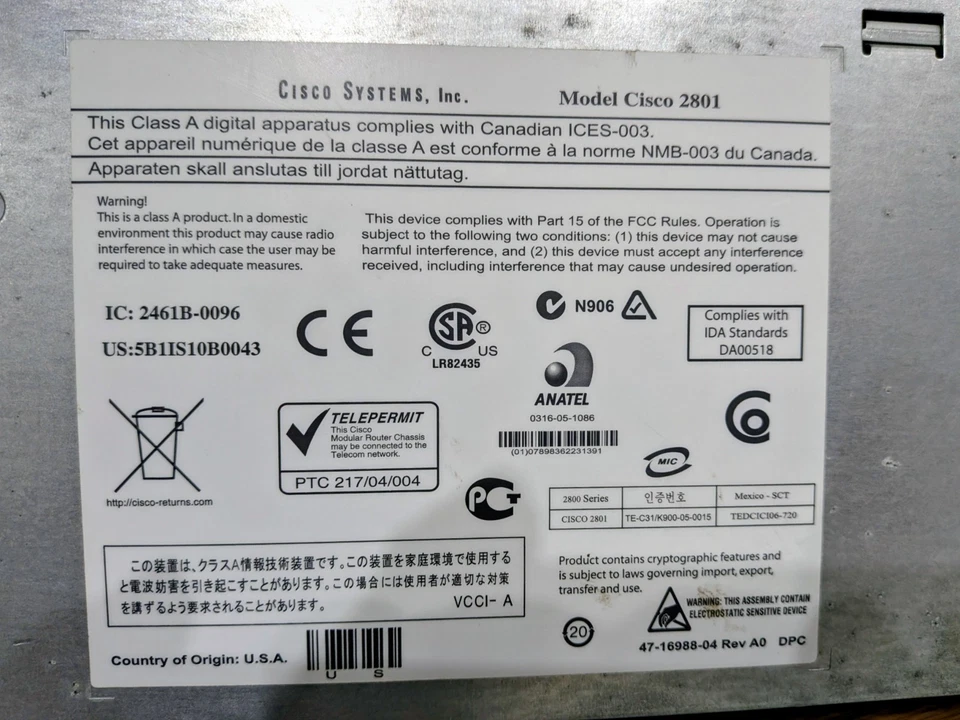 CISCO SYSTEMS, Inc. Model Cisco 2801
This Class A digital apparatus complies with Canadian ICES-003.
Cet appareil numérique de la classe A est conforme à la norme NMB-003 du Canada.
Apparaten skall anslutas till jordat nättutag.
Warning!
This is a class A product. In a domestic
environment this product may cause radio
interference in which case the user may be
required to take adequate measures.
This device complies with Part 15 of the FCC Rules. Operation is
subject to the following two conditions: (1) this device may not cause
harmful interference, and (2) this device must accept any interference
received, including interference that may cause undesired operation.
IC: 2461B-0096
US:5B1IS10B0043
CE
SA ®
C US
LR82435
N906
Complies with
IDA Standards
DA00518
ANATEL
0316-05-1086
(01)07898362231391
http://cisco-returns.com
TELEPERMIT
This Cisco
Modular Router Chassis
may be connected to the
Telecom network.
PTC 217/04/004
MIC
2800 Series 인증번호 Mexico - SCT
CISCO 2801 TE-C31/K900-05-0015 TEDCICI06-720
この装置は、クラスA情報技術装置です。この装置を家庭環境で使用する
と電波妨害を引き起こすことがあります。この場合には使用者が適切な対策
を講ずるよう要求されることがあります。 VCCI- A
Product contains cryptographic features and
is subject to laws governing import, export,
transfer and use.
WARNING: THIS ASSEMBLY CONTAIN
ELECTROSTATIC SENSITIVE DEVICE
20
47-16988-04 Rev A0 DPC
Country of Origin: U.S.A.
U S